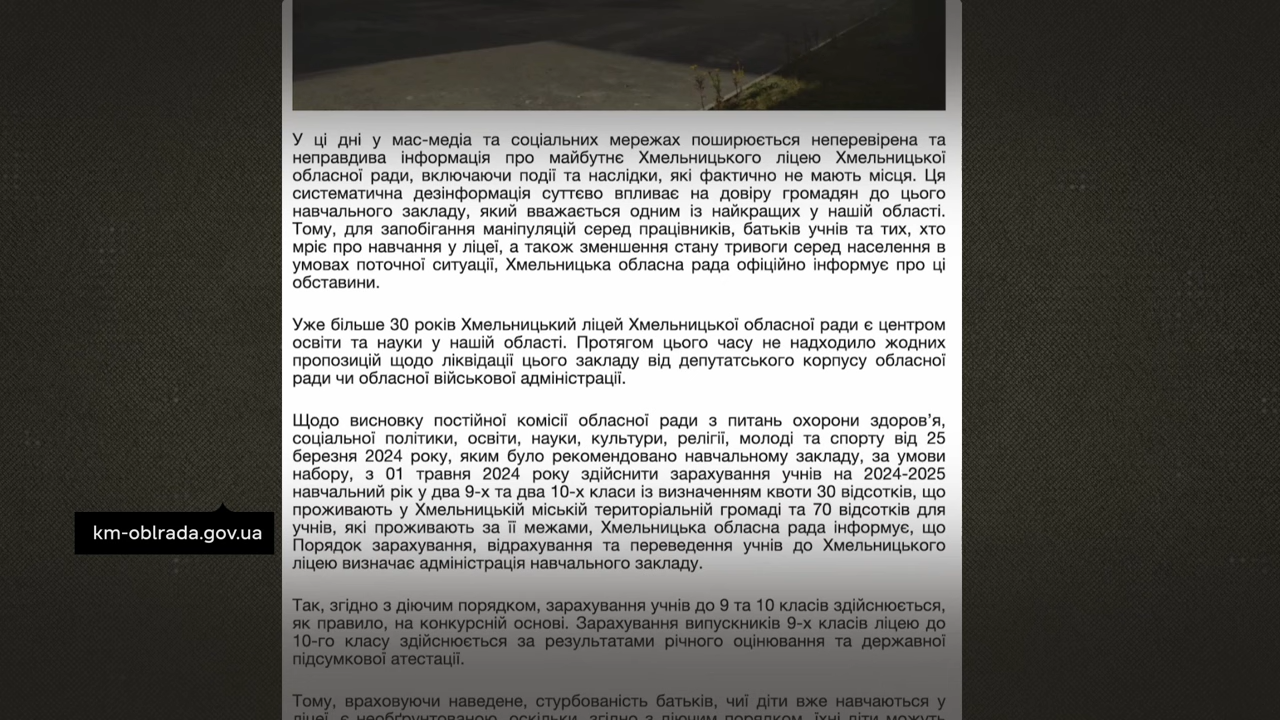 У ці дні у мас-медіа та соціальних мережах поширюється неперевірена та
неправдива інформація про майбутнє Хмельницького ліцею Хмельницької
обласної ради, включаючи події та наслідки, які фактично не мають місця. Ця
систематична дезінформація суттєво впливає на довіру громадян до цього
навчального закладу, який вважається одним із найкращих у нашій області.
Тому, для запобігання маніпуляцій серед працівників, батьків учнів та тих, хто
мріє про навчання у ліцеї, а також зменшення стану тривоги серед населення в
умовах поточної ситуації, Хмельницька обласна рада офіційно інформує про ці
обставини.
Уже більше 30 років Хмельницький ліцей Хмельницької обласної ради є центром
освіти та науки у нашій області. Протягом цього часу не надходило жодних
пропозицій щодо ліквідації цього закладу від депутатського корпусу обласної
ради чи обласної військової адміністрації.
Щодо висновку постійної комісії обласної ради з питань охорони здоров’я,
соціальної політики, освіти, науки, культури, релігії, молоді та спорту від 25
березня 2024 року, яким було рекомендовано навчальному закладу, за умови
набору, з 01 травня 2024 року здійснити зарахування учнів на 2024-2025
навчальний рік у два 9-х та два 10-х класи із визначенням квоти 30 відсотків, що
проживають у Хмельницькій міській територіальній громаді та 70 відсотків для
учнів, які проживають за її межами, Хмельницька обласна рада інформує, що
Порядок зарахування, відрахування та переведення учнів до Хмельницького
ліцею визначає адміністрація навчального закладу.
km-oblrada.gov.ua
Так, згідно з діючим порядком, зарахування учнів до 9 та 10 класів здійснюється,
як правило, на конкурсній основі. Зарахування випускників 9-х класів ліцею до
10-го класу здійснюється за результатами річного оцінювання та державної
підсумкової атестації.
Тому, враховуючи наведене, стурбованість батьків, чиї діти вже навчаються у
ліцеї, є необґрунтованою, оскільки, згідно з діючим порядком, їхні діти можуть